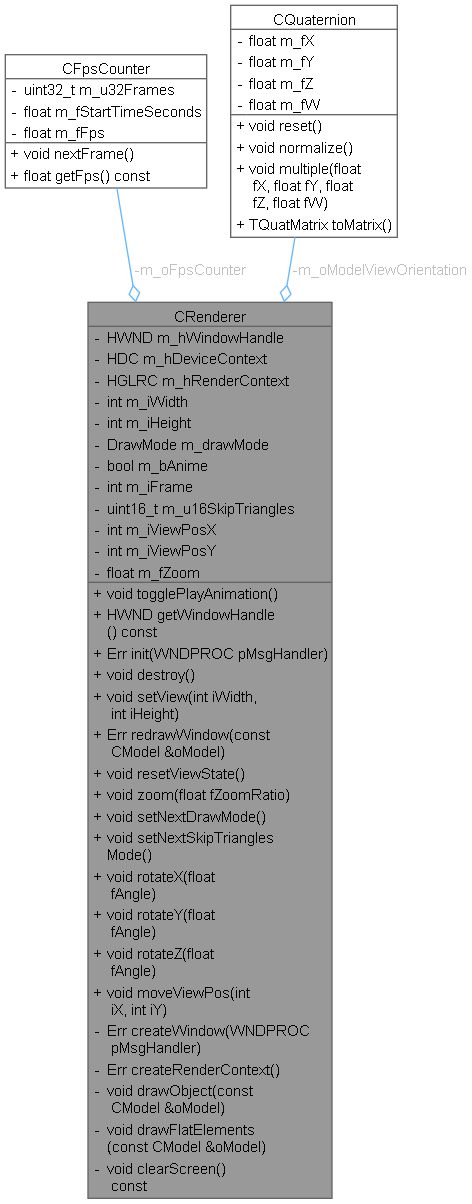 CQuaternion
- float m_fX
- float m_fY
- float m_fZ
- float m_fW
+ void reset()
+ void normalize()
+ void multiple(float
fX, float fY, float
fZ, float fW)
+ TQuatMatrix toMatrix()
CFpsCounter
- uint32_t m_u32Frames
- float m_fStartTimeSeconds
- float m_fFps
+ void nextFrame()
+ float getFps() const
-m_oFpsCounter
-m_oModelViewOrientation
CRenderer
- HWND m_hWindowHandle
- HDC m_hDeviceContext
- HGLRC m_hRenderContext
- int m_iWidth
- int m_iHeight
- DrawMode m_drawMode
- bool m_bAnime
- int m_iFrame
- uint16_t m_u16SkipTriangles
- int m_iViewPosX
- int m_iViewPosY
- float m_fZoom
+ void togglePlayAnimation()
+ HWND getWindowHandle
() const
+ Err init(WNDPROC pMsgHandler)
+ void destroy()
+ void setView(int iWidth,
int iHeight)
+ Err redrawWindow(const
CModel &oModel)
+ void resetViewState()
+ void zoom(float fZoomRatio)
+ void setNextDrawMode()
+ void setNextSkipTriangles
Mode()
+ void rotateX(float
fAngle)
+ void rotateY(float
fAngle)
+ void rotateZ(float
fAngle)
+ void moveViewPos(int
iX, int iY)
- Err createWindow(WNDPROC
pMsgHandler)
- Err createRenderContext()
- void drawObject(const
CModel &oModel)
- void drawFlatElements
(const CModel &oModel)
- void clearScreen()
const